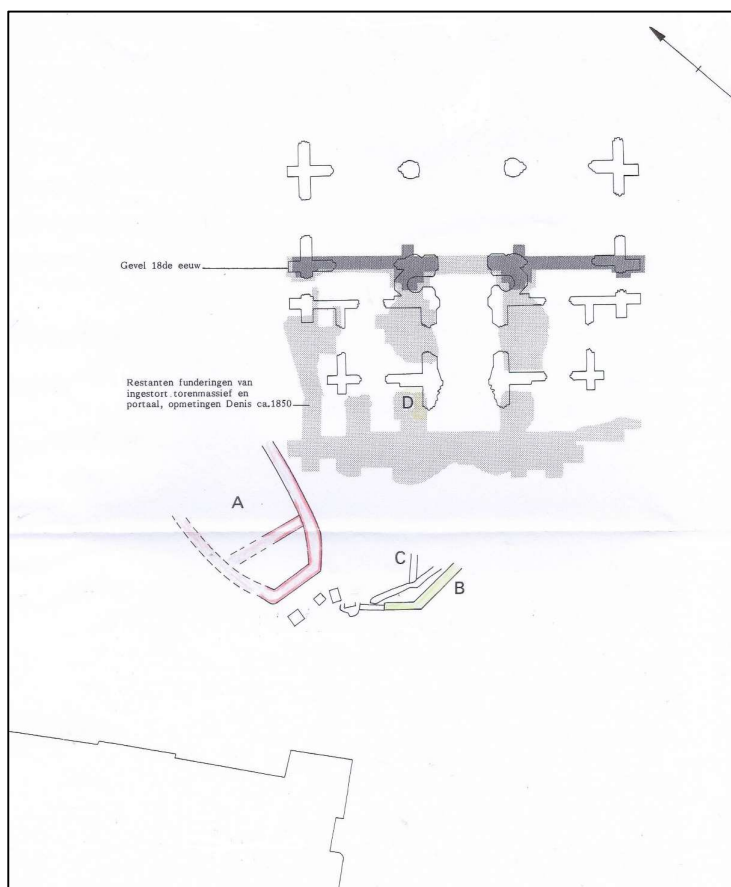 Gevel 18de eeuw
Restanten funderingen van
ingestort torenmassief en
portaal, opmetingen Denis ca.1850
D
A
C
B